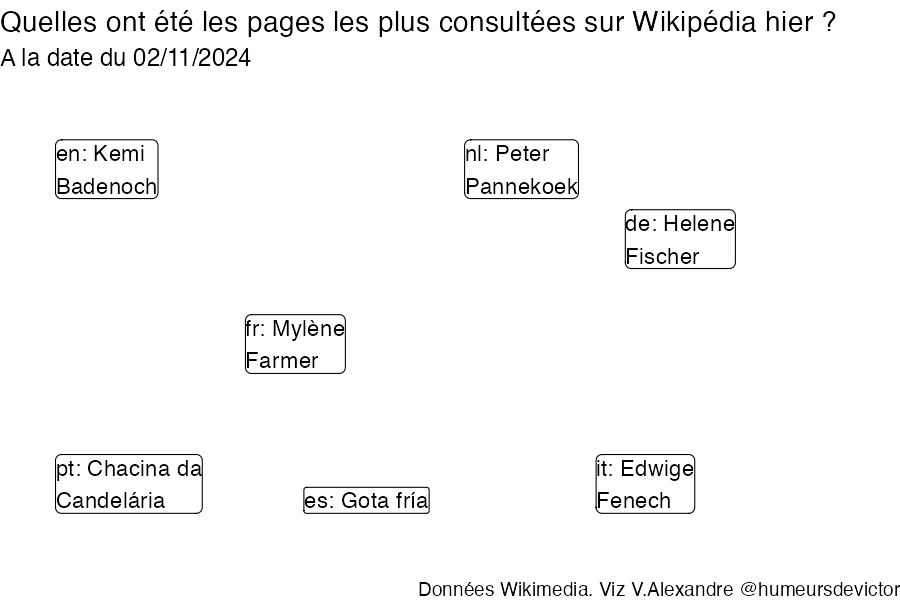 Quelles ont été les pages les plus consultées sur Wikipédia hier ?
A la date du 02/11/2024
en: Kemi
Badenoch
nl: Peter
Pannekoek
de: Helene
Fischer
fr: Mylène
Farmer
pt: Chacina da
Candelária
es: Gota fría
it: Edwige
Fenech
Données Wikimedia. Viz V.Alexandre @humeursdevictor